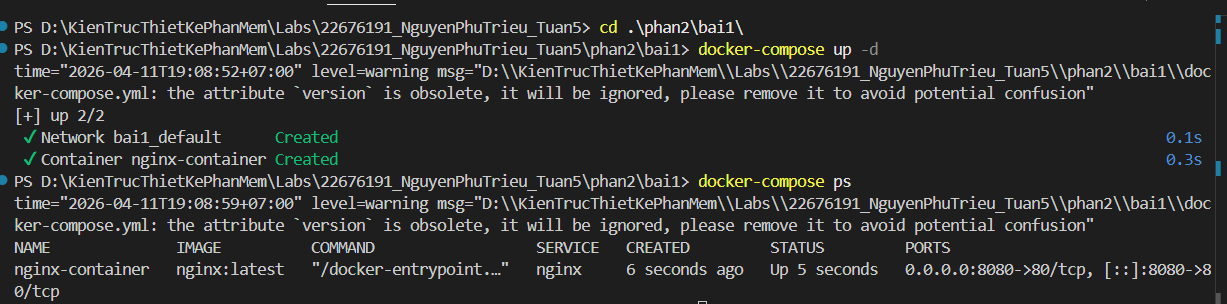 PS D:\KienTrucThietKePhanMem\Labs\22676191_NguyenPhuTrieu_Tuan5> cd .\phan2\bai1\
PS D:\KienTrucThietKePhanMem\Labs\22676191_NguyenPhuTrieu_Tuan5\phan2\bai1> docker-compose up -d
time="2026-04-11T19:08:52+07:00" level=warning msg="D:\\KienTrucThietKePhanMem\\Labs\\22676191_NguyenPhuTrieu_Tuan5\\phan2\\bai1\\doc
ker-compose.yml: the attribute `version` is obsolete, it will be ignored, please remove it to avoid potential confusion"
[+] up 2/2
✓ Network bai1_default Created 0.1s
✓ Container nginx-container Created 0.3s
PS D:\KienTrucThietKePhanMem\Labs\22676191_NguyenPhuTrieu_Tuan5\phan2\bai1> docker-compose ps
time="2026-04-11T19:08:59+07:00" level=warning msg="D:\\KienTrucThietKePhanMem\\Labs\\22676191_NguyenPhuTrieu_Tuan5\\phan2\\bai1\\doc
ker-compose.yml: the attribute `version` is obsolete, it will be ignored, please remove it to avoid potential confusion"
NAME IMAGE COMMAND SERVICE CREATED STATUS PORTS
nginx-container nginx:latest "/docker-entrypoint.…" nginx 6 seconds ago Up 5 seconds 0.0.0.0:8080->80/tcp, [::]:8080->8
0/tcp